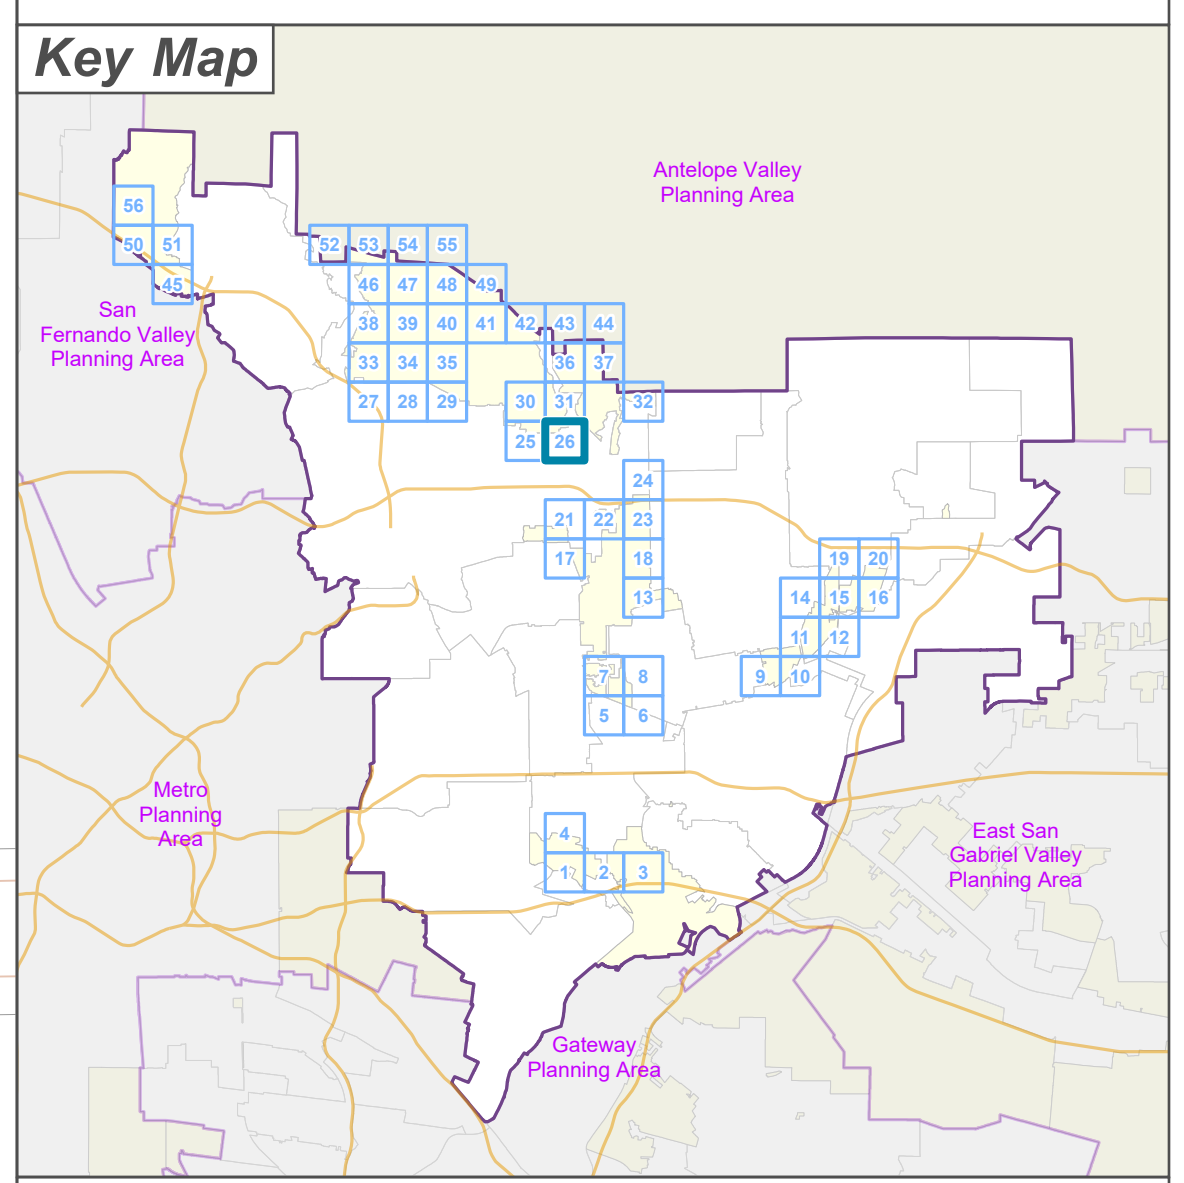 Key Map
Antelope Valley
Planning Area
56
50 51
52 53 54 55
45
46 47 48 49
San
Fernando Valley
Planning Area
38 39 40 41 42 43 44
33 34 35 36 37
27 28 29 30 31 32
25 26
24
21 22 23
17 18 19 20
13 14 15 16
11 12
7 8 9 10
5 6
Metro
Planning
Area
4
East San
Gabriel Valley
Planning Area
1 2 3
Gateway
Planning Area